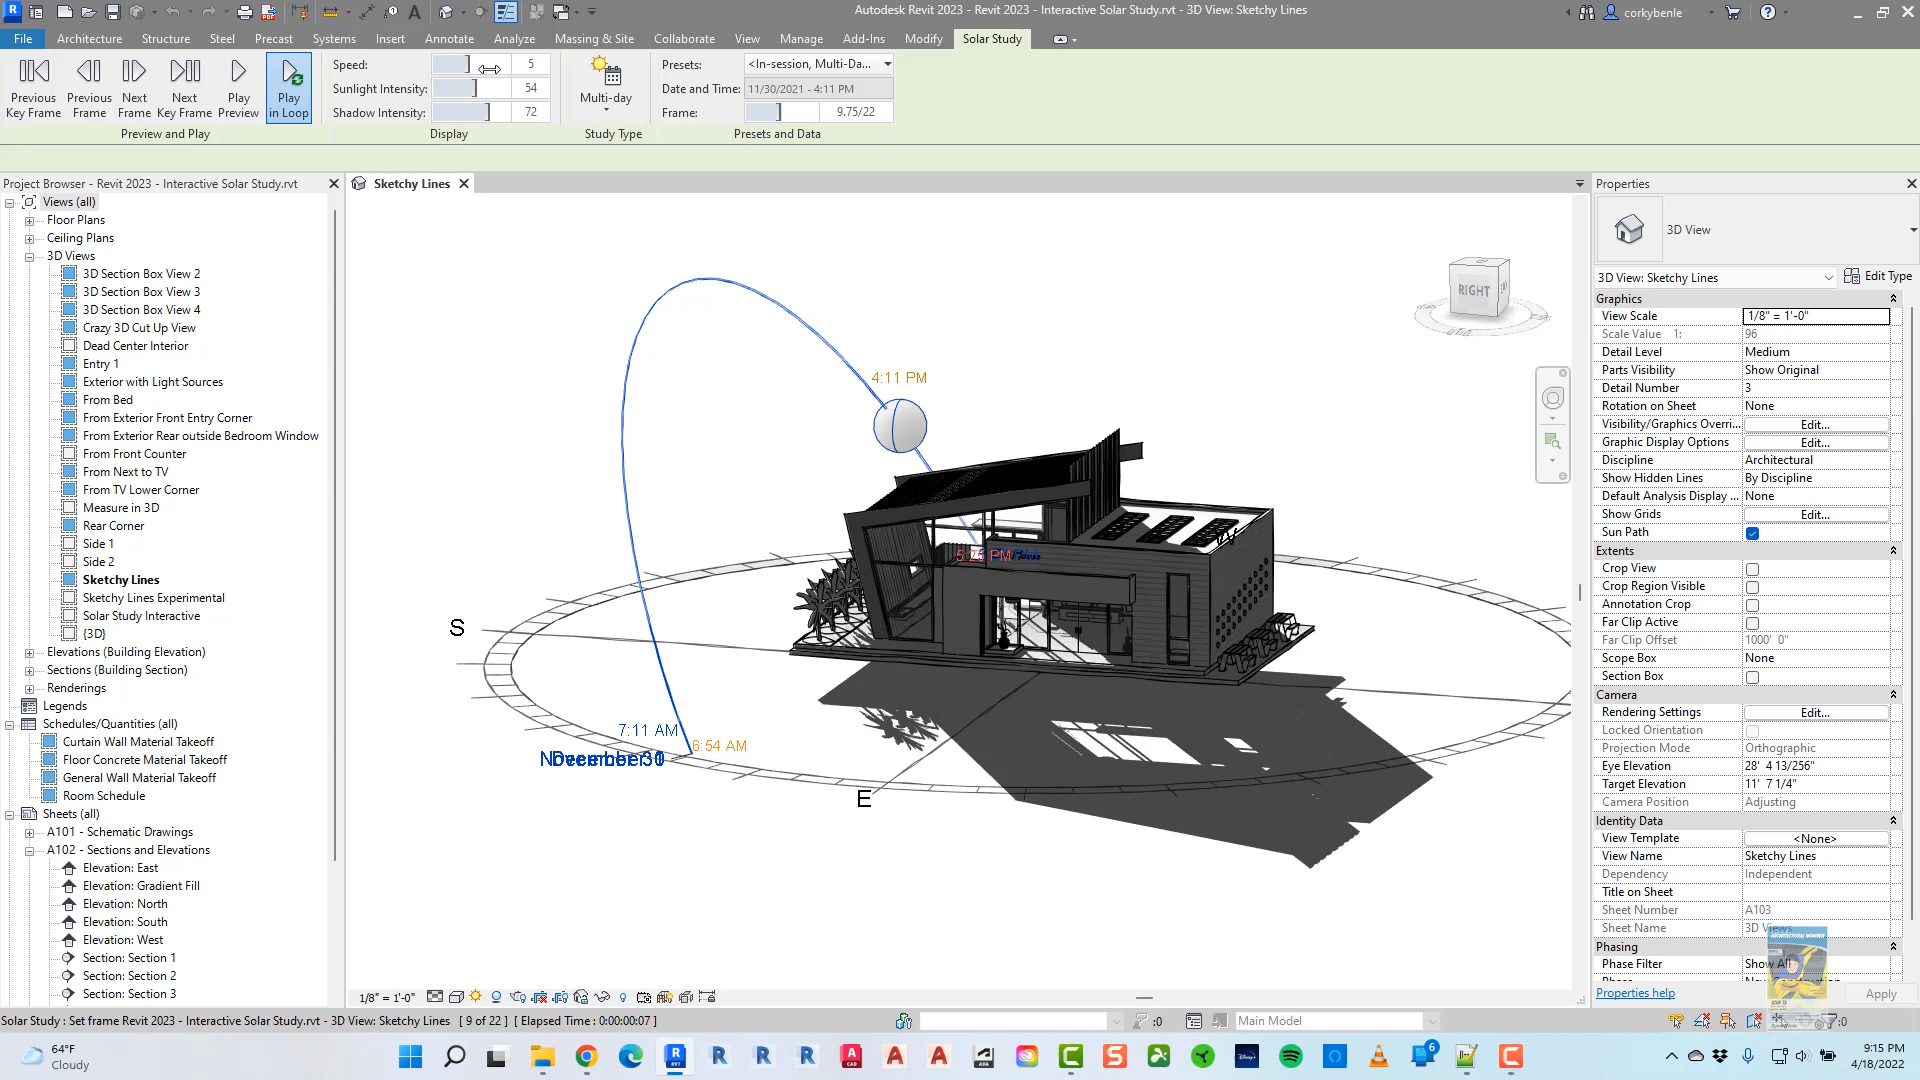 Autodesk Revit 2023 - Revit 2023 - Interactive Solar Study.rvt - 3D View: Sketchy Lines
corkybenle
File Architecture Structure Steel Precast Systems Insert Annotate Analyze Massing & Site Collaborate View Manage Add-Ins Modify Solar Study
Previous Key Frame
Previous Frame
Next Frame
Next Key Frame
Play Preview
Play in Loop
Preview and Play
Speed: 5
Sunlight Intensity: 54
Shadow Intensity: 72
Display
Multi-day
Study Type
Presets: <In-session, Multi-Da...
Date and Time: 11/30/2021 - 4:11 PM
Frame: 9.75/22
Presets and Data
Project Browser - Revit 2023 - Interactive Solar Study.rvt
Views (all)
Floor Plans
Ceiling Plans
3D Views
3D Section Box View 2
3D Section Box View 3
3D Section Box View 4
Crazy 3D Cut Up View
Dead Center Interior
Entry 1
Exterior with Light Sources
From Bed
From Exterior Front Entry Corner
From Exterior Rear outside Bedroom Window
From Front Counter
From Next to TV
From TV Lower Corner
Measure in 3D
Rear Corner
Side 1
Side 2
Sketchy Lines
Sketchy Lines Experimental
Solar Study Interactive
{3D}
Elevations (Building Elevation)
Sections (Building Section)
Renderings
Legends
Schedules/Quantities (all)
Curtain Wall Material Takeoff
Floor Concrete Material Takeoff
General Wall Material Takeoff
Room Schedule
Sheets (all)
A101 - Schematic Drawings
A102 - Sections and Elevations
Elevation: East
Elevation: Gradient Fill
Elevation: North
Elevation: South
Elevation: West
Section: Section 1
Section: Section 2
Section: Section 3
Sketchy Lines
RIGHT
4:11 PM
5:25 PM
S
7:11 AM
6:54 AM
E
1/8" = 1'-0"
Properties
3D View
3D View: Sketchy Lines
Edit Type
Graphics
View Scale 1/8" = 1'-0"
Scale Value 1: 96
Detail Level Medium
Parts Visibility Show Original
Detail Number 3
Rotation on Sheet None
Visibility/Graphics Overri... Edit...
Graphic Display Options Edit...
Discipline Architectural
Show Hidden Lines By Discipline
Default Analysis Display ... None
Show Grids Edit...
Sun Path
Extents
Crop View
Crop Region Visible
Annotation Crop
Far Clip Active
Far Clip Offset 1000' 0"
Scope Box None
Section Box
Camera
Rendering Settings Edit...
Locked Orientation
Projection Mode Orthographic
Eye Elevation 28' 4 13/256"
Target Elevation 11' 7 1/4"
Camera Position Adjusting
Identity Data
View Template <None>
View Name Sketchy Lines
Dependency Independent
Title on Sheet
Sheet Number A103
Sheet Name 3D Views
Phasing
Phase Filter Show All
Properties help
Apply
Solar Study : Set frame Revit 2023 - Interactive Solar Study.rvt - 3D View: Sketchy Lines [ 9 of 22 ] [ Elapsed Time : 0:00:00:07 ]
:0
Main Model
:0
64°F
Cloudy
6
9:15 PM
4/18/2022